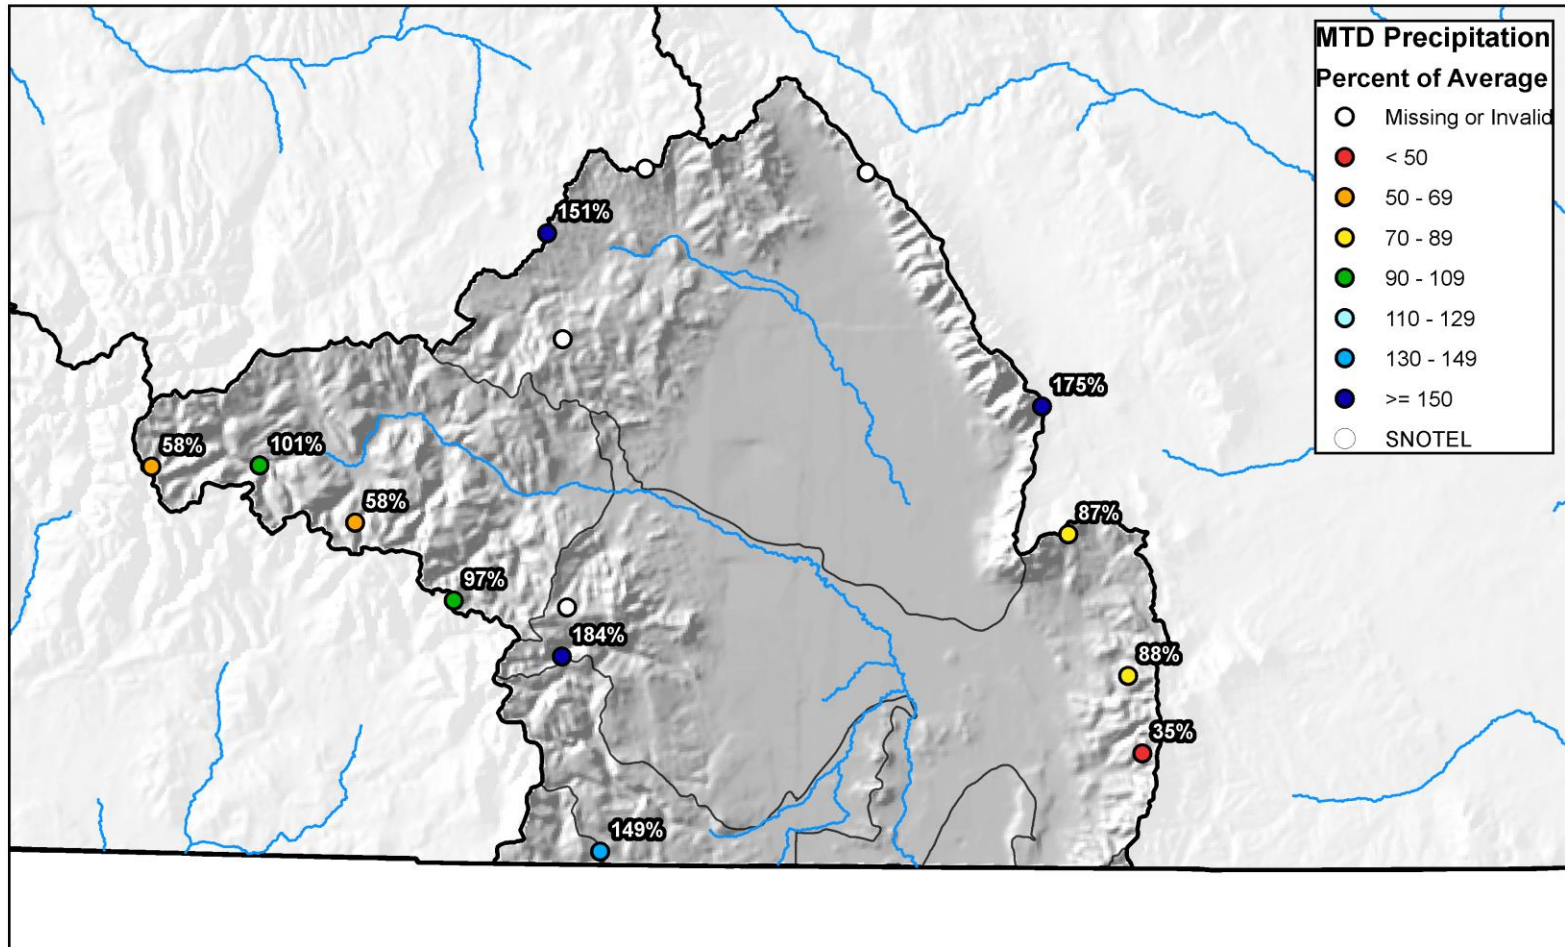 MTD Precipitation
Percent of Average
Missing or Invalid
< 50
50 - 69
70 - 89
90 - 109
110 - 129
130 - 149
>= 150
SNOTEL
151%
175%
58%
101%
58%
87%
97%
184%
88%
35%
149%